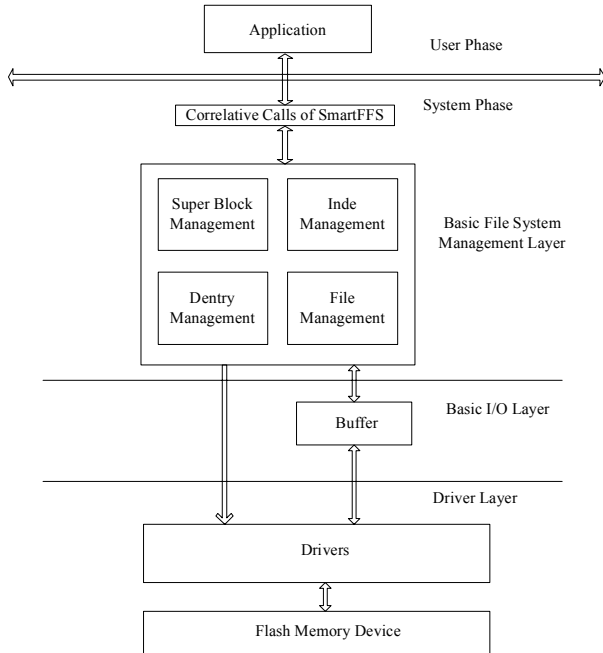 Application
User Phase
System Phase
Correlative Calls of SmartFFS
Super Block
Management
Inde
Management
Basic File System
Management Layer
Dentry
Management
File
Management
Basic I/O Layer
Buffer
Driver Layer
Drivers
Flash Memory Device